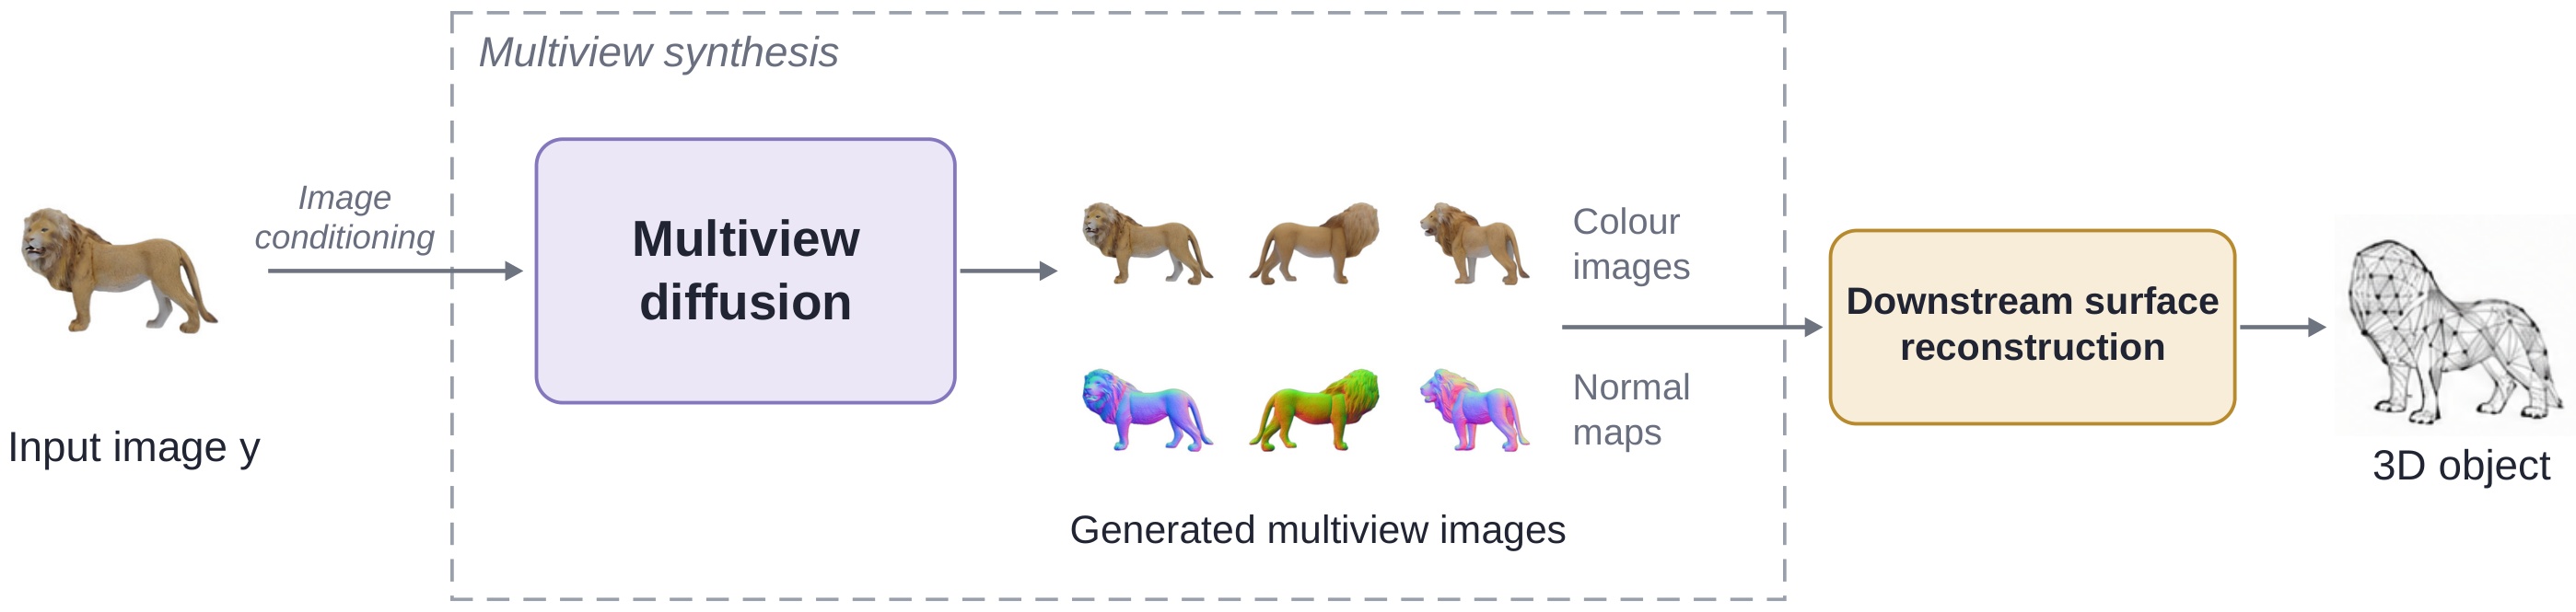 Multiview synthesis
Image
conditioning
Input image y
Multiview
diffusion
Colour
images
Normal
maps
Generated multiview images
Downstream surface
reconstruction
3D object